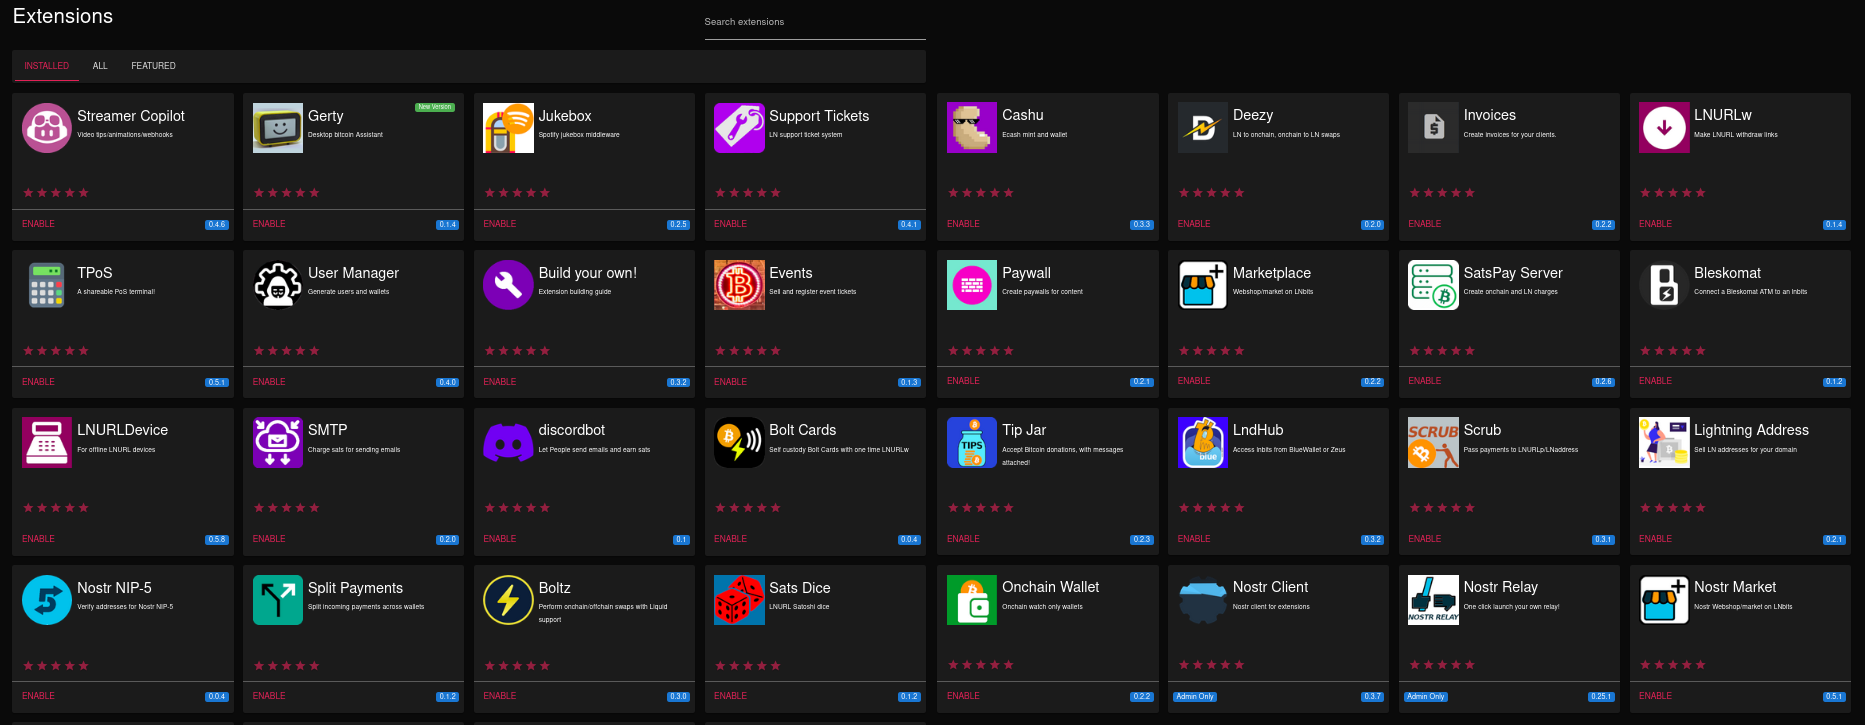 Extensions
Search extensions
INSTALLED ALL FEATURED
Streamer Copilot
Video tips/animations/webhooks
ENABLE 0.4.6
Gerty
New Version
Desktop bitcoin Assistant
ENABLE 0.1.4
Jukebox
Spotify jukebox middleware
ENABLE 0.2.5
Support Tickets
LN support ticket system
ENABLE 0.4.1
Cashu
Ecash mint and wallet
ENABLE 0.3.3
Deezy
LN to onchain, onchain to LN swaps
ENABLE 0.2.0
Invoices
Create invoices for your clients.
ENABLE 0.2.2
LNURLw
Make LNURL withdraw links
ENABLE 0.1.4
TPoS
A shareable PoS terminal!
ENABLE 0.5.1
User Manager
Generate users and wallets
ENABLE 0.4.0
Build your own!
Extension building guide
ENABLE 0.3.2
Events
Sell and register event tickets
ENABLE 0.1.3
Paywall
Create paywalls for content
ENABLE 0.2.1
Marketplace
Webshop/market on LNbits
ENABLE 0.2.2
SatsPay Server
Create onchain and LN charges
ENABLE 0.2.6
Bleskomat
Connect a Bleskomat ATM to an lnbits
ENABLE 0.1.2
LNURLDevice
For offline LNURL devices
ENABLE 0.5.8
SMTP
Charge sats for sending emails
ENABLE 0.2.0
discordbot
Let People send emails and earn sats
ENABLE 0.1
Bolt Cards
Self custody Bolt Cards with one time LNURLw
ENABLE 0.0.4
TIPS
Tip Jar
Accept Bitcoin donations, with messages
attached!
ENABLE 0.2.3
blue
LndHub
Access lnbits from BlueWallet or Zeus
ENABLE 0.3.2
SCRUB
Scrub
Pass payments to LNURLp/LNaddress
ENABLE 0.3.1
Lightning Address
Sell LN addresses for your domain
ENABLE 0.2.1
Nostr NIP-5
Verify addresses for Nostr NIP-5
ENABLE 0.0.4
Split Payments
Split incoming payments across wallets
ENABLE 0.1.2
Boltz
Perform onchain/offchain swaps with Liquid
support
ENABLE 0.3.0
Sats Dice
LNURL Satoshi dice
ENABLE 0.1.2
Onchain Wallet
Onchain watch only wallets
ENABLE 0.2.2
Nostr Client
Nostr client for extensions
Admin Only 0.3.7
NOSTR RELAY
Nostr Relay
One click launch your own relay!
Admin Only 0.25.1
Nostr Market
Nostr Webshop/market on LNbits
ENABLE 0.5.1